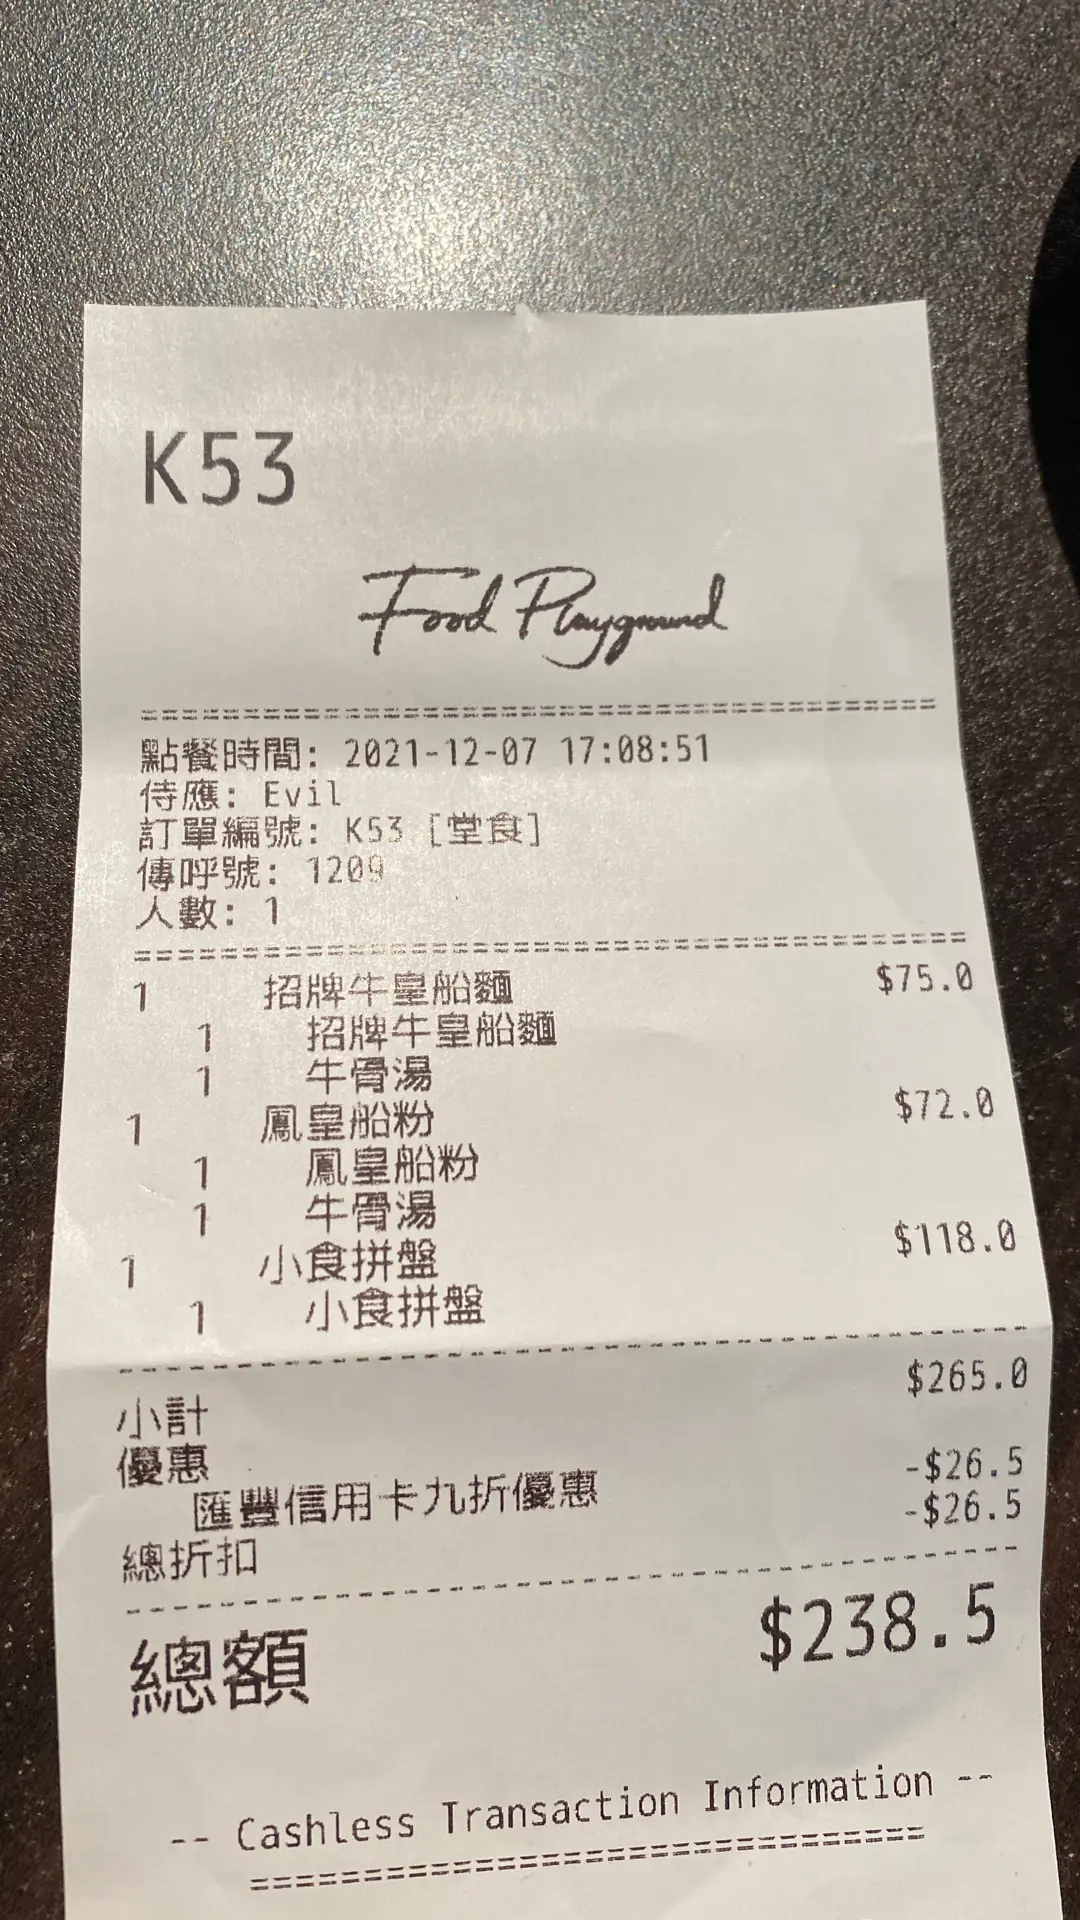 K53
Food Playground
==========================================
點餐時間: 2021-12-07 17:08:51
侍應: Evil
訂單編號: K53 [堂食]
傳呼號: 1209
人數: 1
==========================================
1 招牌牛皇船麵 $75.0
1 招牌牛皇船麵
1 牛骨湯
1 鳳皇船粉 $72.0
1 鳳皇船粉
1 牛骨湯
1 小食拼盤 $118.0
1 小食拼盤
------------------------------------------
小計 $265.0
優惠
匯豐信用卡九折優惠 -$26.5
總折扣 -$26.5
------------------------------------------
總額 $238.5
-- Cashless Transaction Information --
==============================